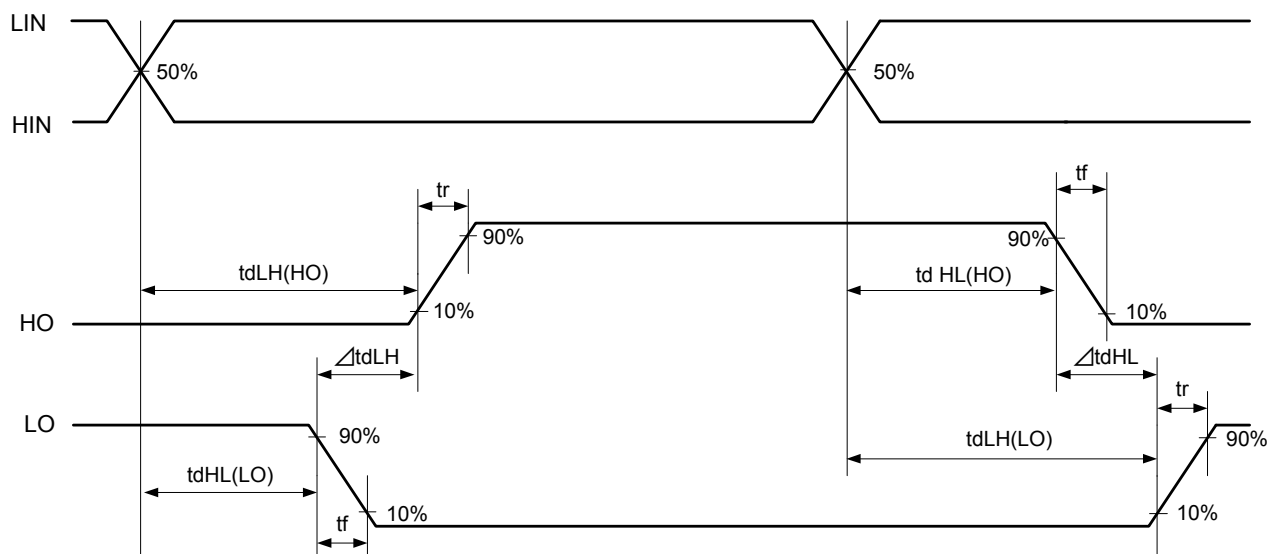 LIN
50%
50%
HIN
tr
tf
90%
90%
tdLH(HO)
td HL(HO)
10%
10%
HO
⊿tdLH
⊿tdHL
tr
LO
90%
90%
tdLH(LO)
tdHL(LO)
10%
10%
tf